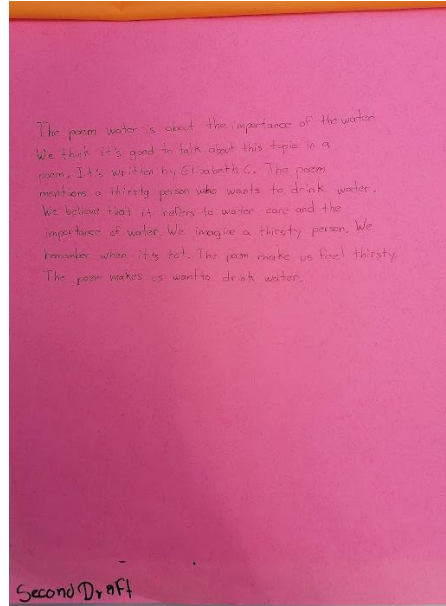 The poem water is about the importance of the water
We think it's good to talk about this topic in a
poem. It's written by Elisabeth C. The poem
mentions a thirsty person who wants to drink water.
We believe that it refers to water care and the
importance of water. We imagine a thirsty person. We
remember when it's hot. The poem make us feel thirsty.
The poem makes us want to drink water.
Second Draft